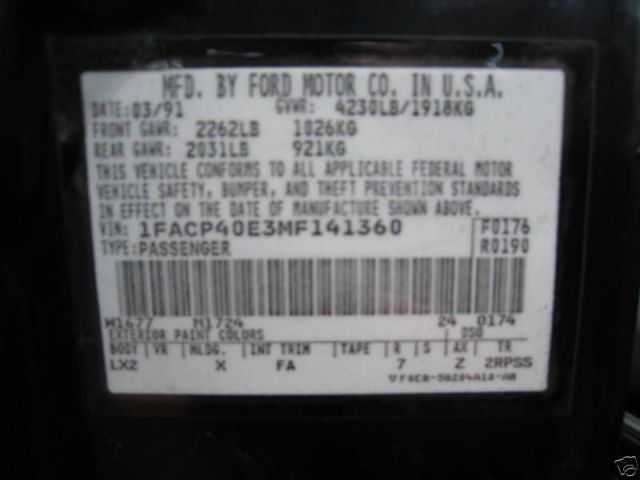 MFD. BY FORD MOTOR CO. IN U.S.A.
DATE: 03/91 GVWR: 4230LB/1918KG
FRONT GAWR: 2262LB 1026KG
REAR GAWR: 2031LB 921KG
THIS VEHICLE CONFORMS TO ALL APPLICABLE FEDERAL MOTOR
VEHICLE SAFETY, BUMPER, AND THEFT PREVENTION STANDARDS
IN EFFECT ON THE DATE OF MANUFACTURE SHOWN ABOVE.
VIN: 1FACP40E3MF141360 F0176
TYPE: PASSENGER R0190
M1677 M1724 24 0174
EXTERIOR PAINT COLORS DSO
BODY VR MLDG. INT TRIM TAPE R S AX TR
LX2 X FA 7 Z 2RPSS